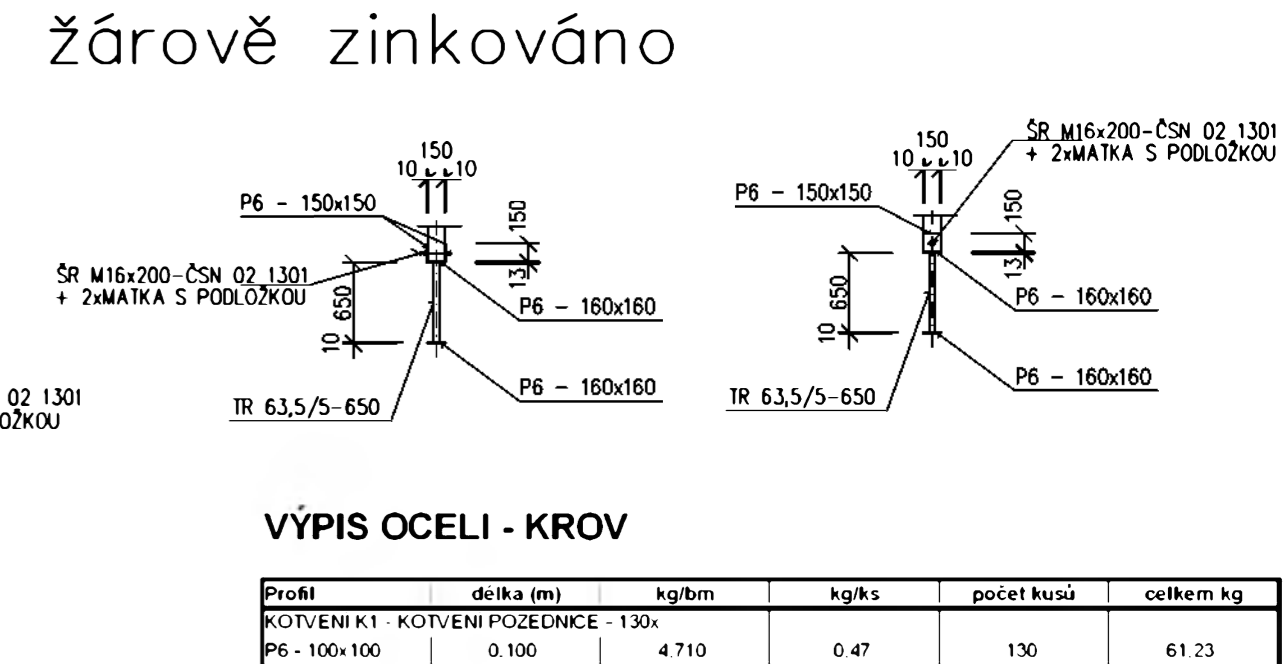 žárově zinkováno
150
10 10
P6 - 150x150
150
13
ŠR M16x200-ČSN 02 1301
+ 2xMATKA S PODLOŽKOU
650
10
P6 - 160x160
P6 - 160x160
TR 63,5/5-650
02 1301
OŽKOU
ŠR M16x200-ČSN 02 1301
+ 2xMATKA S PODLOŽKOU
150
10 10
P6 - 150x150
150
13
650
10
P6 - 160x160
P6 - 160x160
TR 63,5/5-650
VÝPIS OCELI - KROV
Profil délka (m) kg/bm kg/ks počet kusů celkem kg
KOTVENI K1 - KOTVENI POZEDNICE - 130x
P6 - 100x100 0.100 4.710 0.47 130 61.23